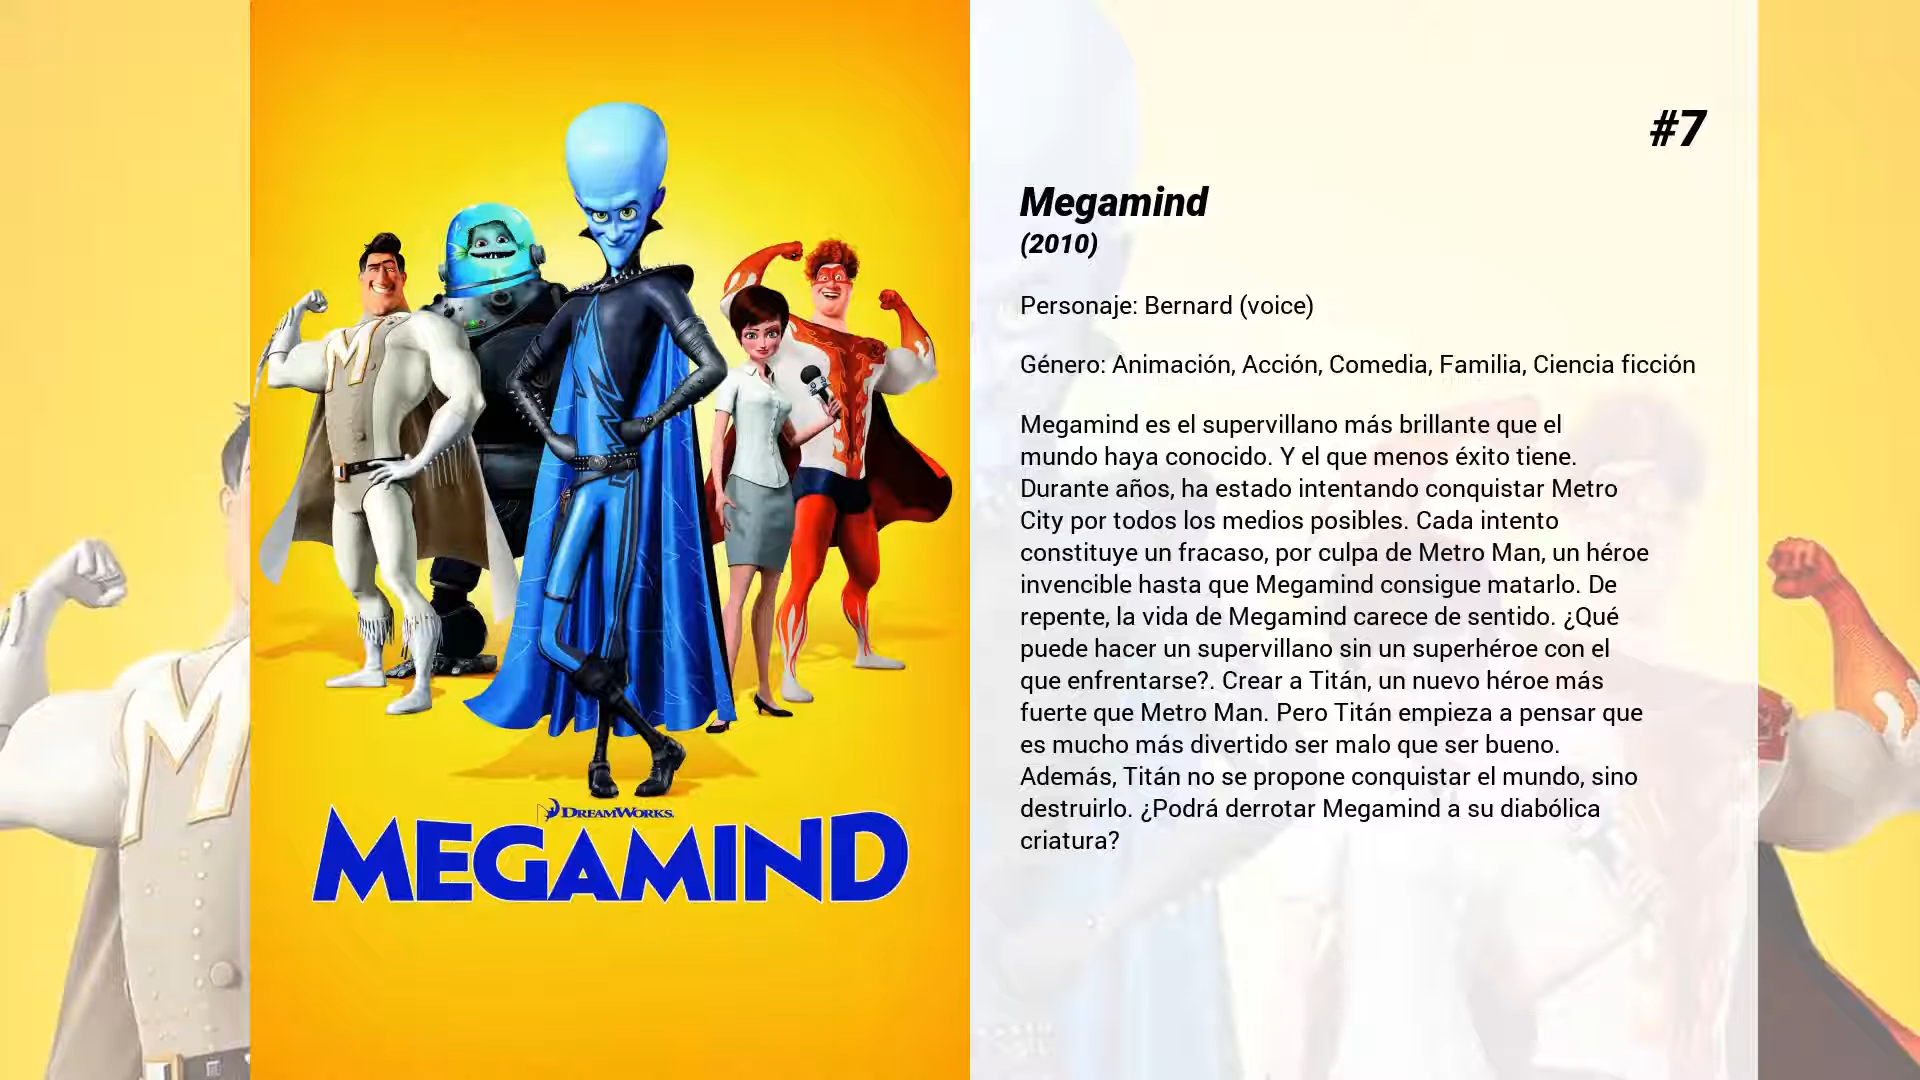 #7
Megamind
(2010)
Personaje: Bernard (voice)
Género: Animación, Acción, Comedia, Familia, Ciencia ficción
Megamind es el supervillano más brillante que el
mundo haya conocido. Y el que menos éxito tiene.
Durante años, ha estado intentando conquistar Metro
City por todos los medios posibles. Cada intento
constituye un fracaso, por culpa de Metro Man, un héroe
invencible hasta que Megamind consigue matarlo. De
repente, la vida de Megamind carece de sentido. ¿Qué
puede hacer un supervillano sin un superhéroe con el
que enfrentarse?. Crear a Titán, un nuevo héroe más
fuerte que Metro Man. Pero Titán empieza a pensar que
es mucho más divertido ser malo que ser bueno.
Además, Titán no se propone conquistar el mundo, sino
destruirlo. ¿Podrá derrotar Megamind a su diabólica
criatura?
M
DREAMWORKS
MEGAMIND
M